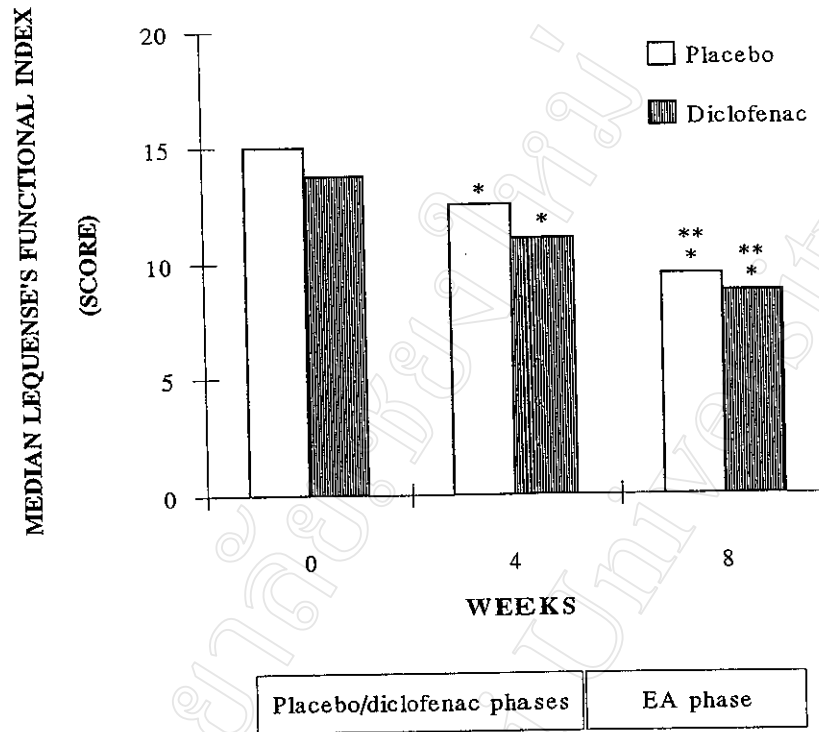 MEDIAN LEQUENSE'S FUNCTIONAL INDEX
(SCORE)
20
15
10
5
0
Placebo
Diclofenac
*
*
**
*
**
*
0
4
8
WEEKS
Placebo/diclofenac phases
EA phase